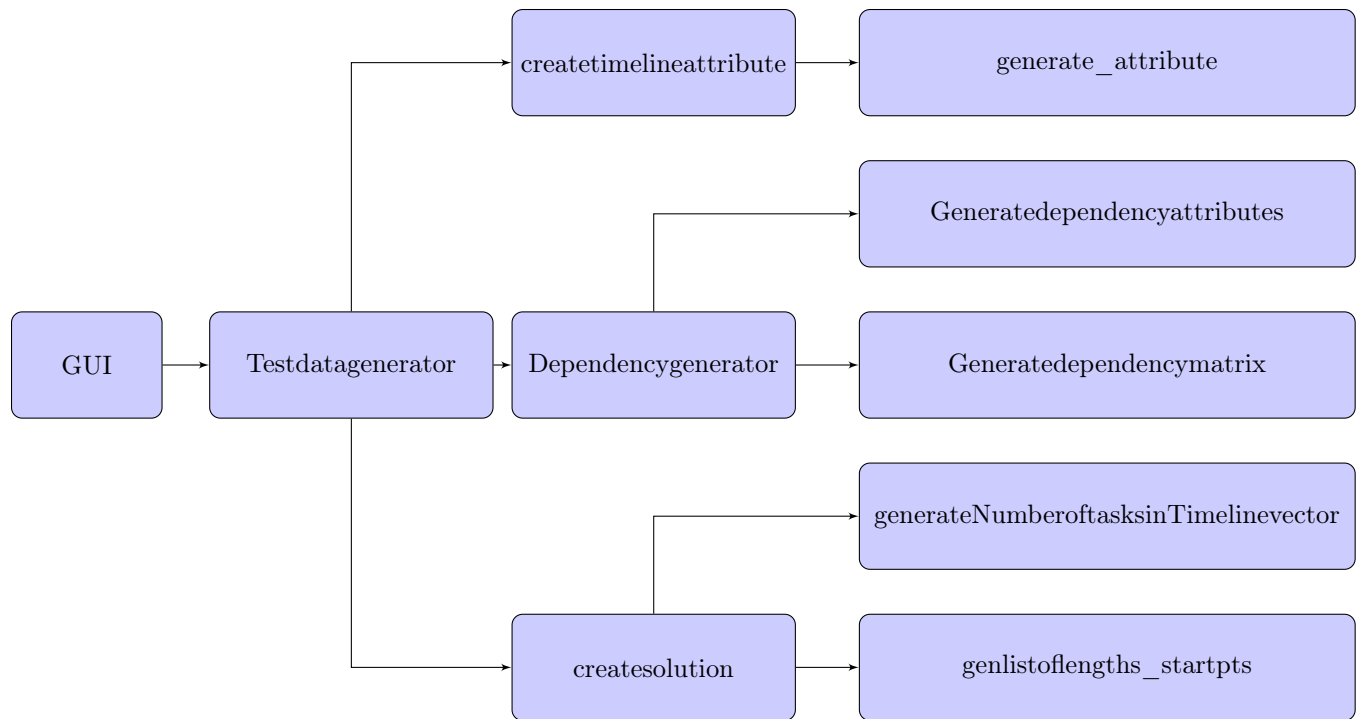 createtimelineattribute
generate_attribute
Generatedependencyattributes
GUI
Testdatagenerator
Dependencygenerator
Generatedependencymatrix
generateNumberoftasksinTimelinevector
createsolution
genlistoflengths_startpts